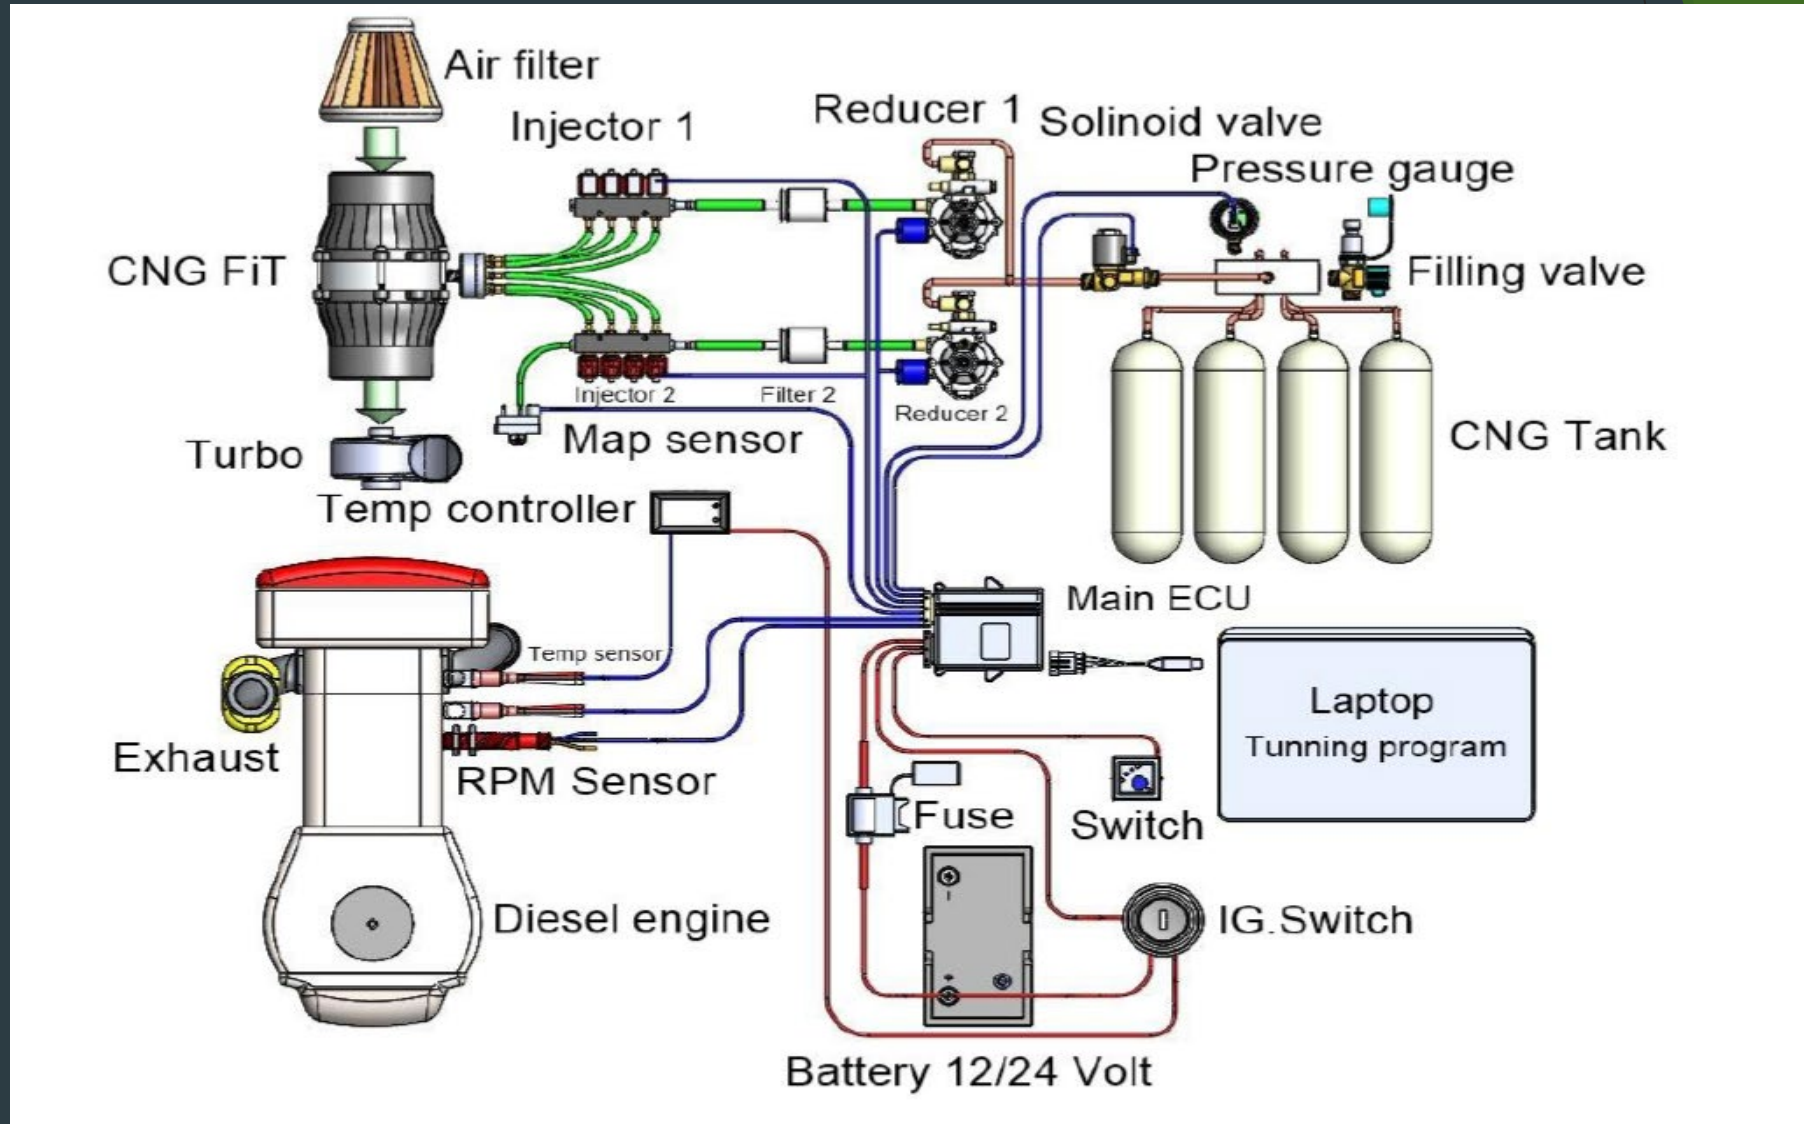 Air filter
Injector 1
Reducer 1
Solinoid valve
Pressure gauge
CNG FiT
Filling valve
Injector 2
Filter 2
Reducer 2
Map sensor
CNG Tank
Turbo
Temp controller
Main ECU
Temp sensor
Laptop
Tunning program
Exhaust
RPM Sensor
Fuse
Switch
Diesel engine
IG.Switch
Battery 12/24 Volt